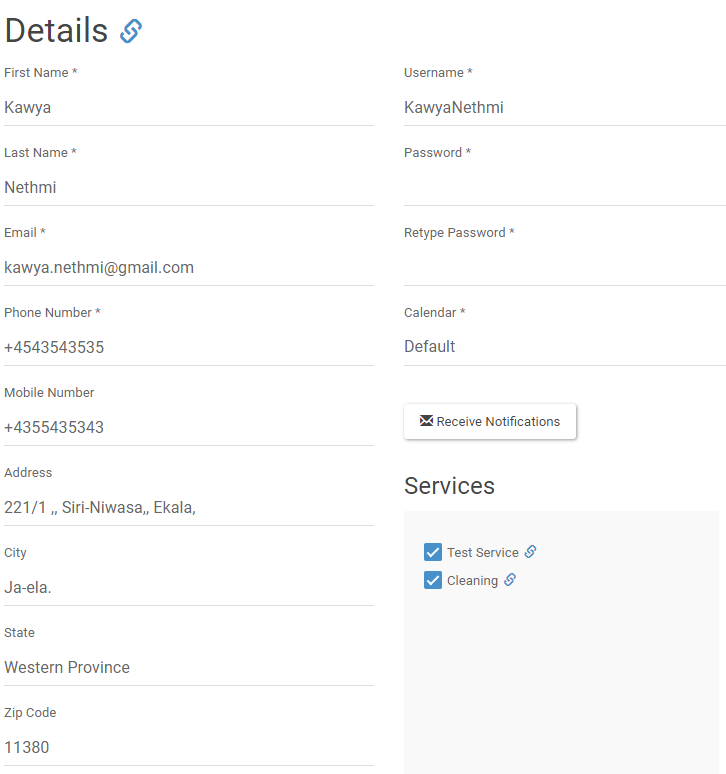 Details
First Name *
Kawya
Last Name *
Nethmi
Email *
kawya.nethmi@gmail.com
Phone Number *
+4543543535
Mobile Number
+4355435343
Address
221/1 ,, Siri-Niwasa,, Ekala,
City
Ja-ela.
State
Western Province
Zip Code
11380
Username *
KawyaNethmi
Password *
Retype Password *
Calendar *
Default
Receive Notifications
Services
Test Service
Cleaning